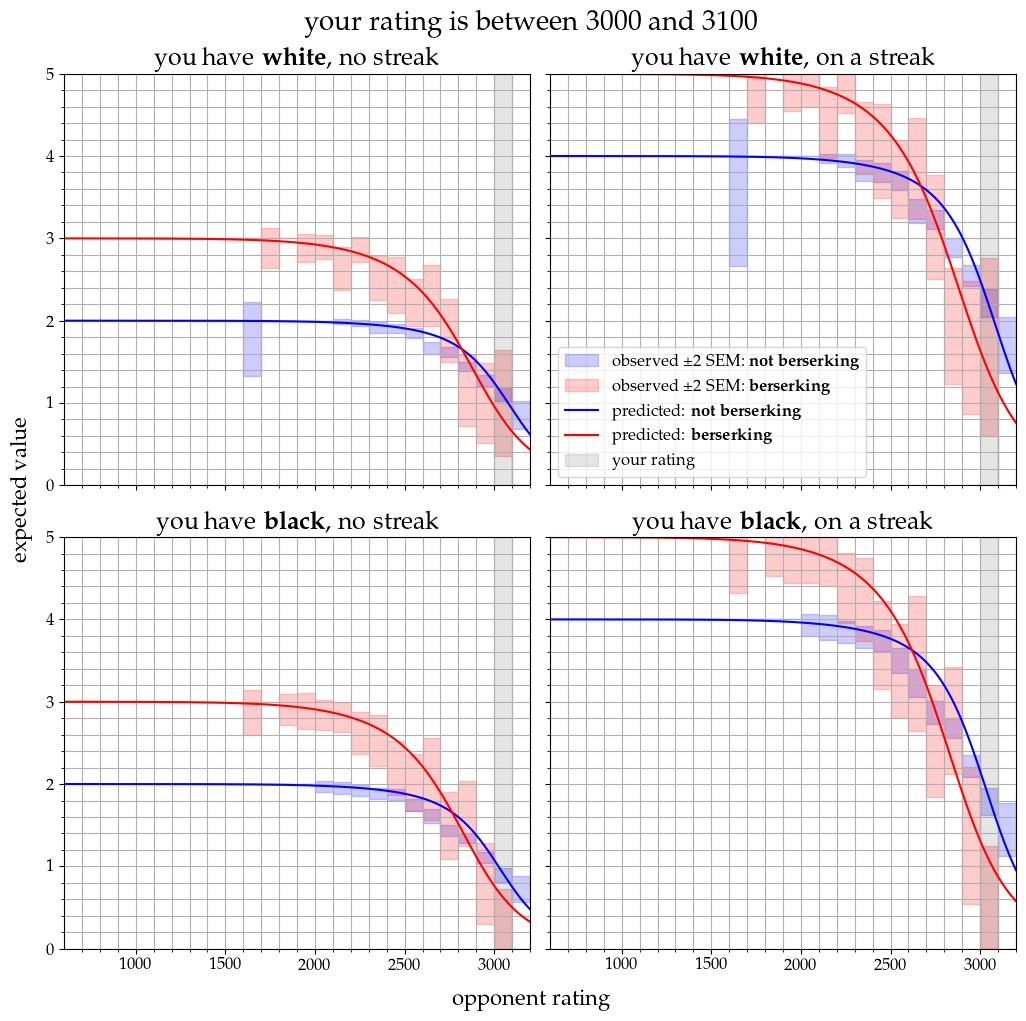 your rating is between 3000 and 3100
you have white, no streak
you have white, on a streak
5
4
3
2
1
0
observed ±2 SEM: not berserking
observed ±2 SEM: berserking
predicted: not berserking
predicted: berserking
your rating
expected value
you have black, no streak
you have black, on a streak
5
4
3
2
1
0
1000 1500 2000 2500 3000
1000 1500 2000 2500 3000
opponent rating